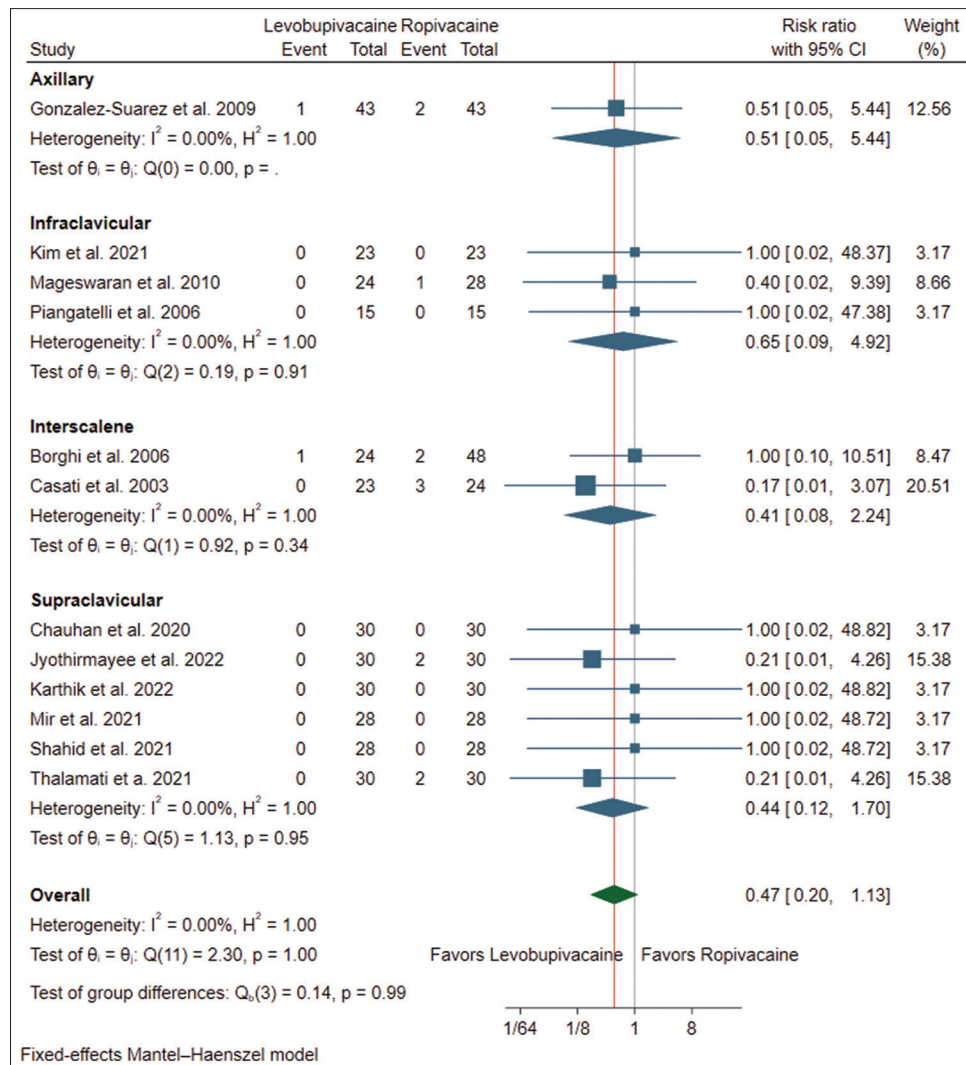 Levobupivacaine Ropivacaine Risk ratio Weight
Study Event Total Event Total with 95% CI (%)
Axillary
Gonzalez-Suarez et al. 2009 1 43 2 43 0.51 [ 0.05, 5.44] 12.56
Heterogeneity: I² = 0.00%, H² = 1.00 0.51 [ 0.05, 5.44]
Test of θᵢ = θⱼ: Q(0) = 0.00, p = .
Infraclavicular
Kim et al. 2021 0 23 0 23 1.00 [ 0.02, 48.37] 3.17
Mageswaran et al. 2010 0 24 1 28 0.40 [ 0.02, 9.39] 8.66
Piangatelli et al. 2006 0 15 0 15 1.00 [ 0.02, 47.38] 3.17
Heterogeneity: I² = 0.00%, H² = 1.00 0.65 [ 0.09, 4.92]
Test of θᵢ = θⱼ: Q(2) = 0.19, p = 0.91
Interscalene
Borghi et al. 2006 1 24 2 48 1.00 [ 0.10, 10.51] 8.47
Casati et al. 2003 0 23 3 24 0.17 [ 0.01, 3.07] 20.51
Heterogeneity: I² = 0.00%, H² = 1.00 0.41 [ 0.08, 2.24]
Test of θᵢ = θⱼ: Q(1) = 0.92, p = 0.34
Supraclavicular
Chauhan et al. 2020 0 30 0 30 1.00 [ 0.02, 48.82] 3.17
Jyothirmayee et al. 2022 0 30 2 30 0.21 [ 0.01, 4.26] 15.38
Karthik et al. 2022 0 30 0 30 1.00 [ 0.02, 48.82] 3.17
Mir et al. 2021 0 28 0 28 1.00 [ 0.02, 48.72] 3.17
Shahid et al. 2021 0 28 0 28 1.00 [ 0.02, 48.72] 3.17
Thalamati et a. 2021 0 30 2 30 0.21 [ 0.01, 4.26] 15.38
Heterogeneity: I² = 0.00%, H² = 1.00 0.44 [ 0.12, 1.70]
Test of θᵢ = θⱼ: Q(5) = 1.13, p = 0.95
Overall 0.47 [ 0.20, 1.13]
Heterogeneity: I² = 0.00%, H² = 1.00
Test of θᵢ = θⱼ: Q(11) = 2.30, p = 1.00 Favors Levobupivacaine Favors Ropivacaine
Test of group differences: Q_b(3) = 0.14, p = 0.99
1/64 1/8 1 8
Fixed-effects Mantel–Haenszel model